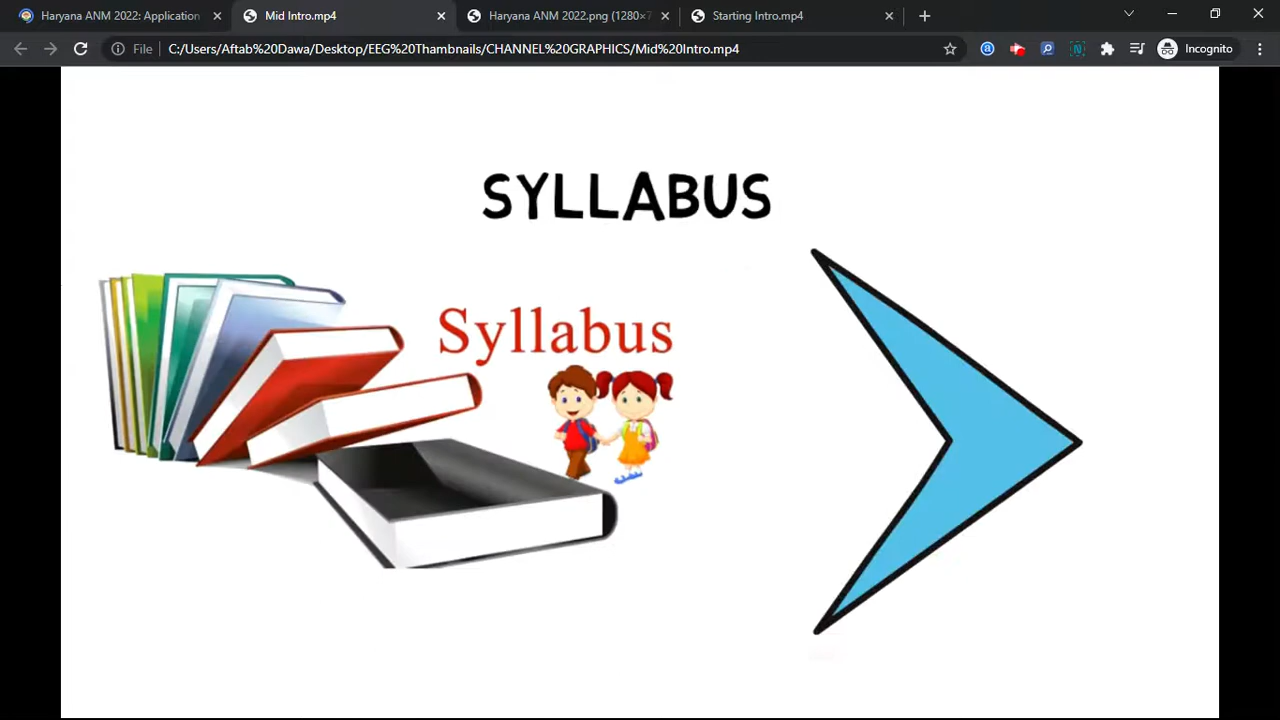 Haryana ANM 2022: Application
Mid Intro.mp4
Haryana ANM 2022.png (1280×7
Starting Intro.mp4
File
C:/Users/Aftab%20Dawa/Desktop/EEG%20Thambnails/CHANNEL%20GRAPHICS/Mid%20Intro.mp4
Incognito
SYLLABUS
Syllabus